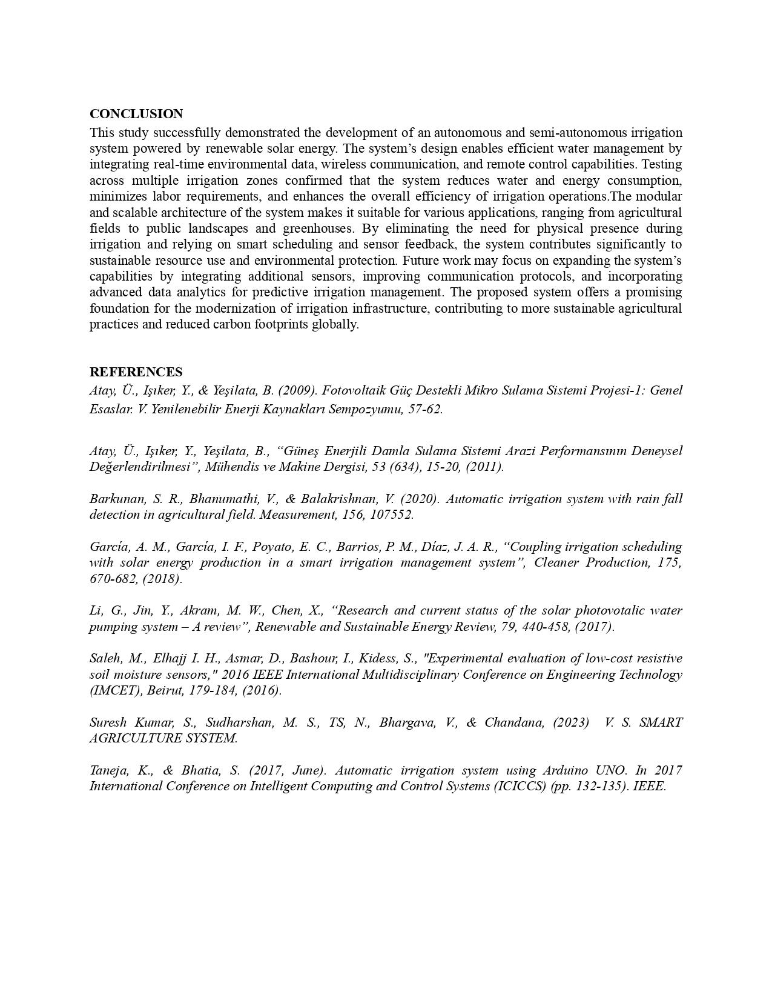 CONCLUSION
This study successfully demonstrated the development of an autonomous and semi-autonomous irrigation
system powered by renewable solar energy. The system’s design enables efficient water management by
integrating real-time environmental data, wireless communication, and remote control capabilities. Testing
across multiple irrigation zones confirmed that the system reduces water and energy consumption,
minimizes labor requirements, and enhances the overall efficiency of irrigation operations.The modular
and scalable architecture of the system makes it suitable for various applications, ranging from agricultural
fields to public landscapes and greenhouses. By eliminating the need for physical presence during
irrigation and relying on smart scheduling and sensor feedback, the system contributes significantly to
sustainable resource use and environmental protection. Future work may focus on expanding the system’s
capabilities by integrating additional sensors, improving communication protocols, and incorporating
advanced data analytics for predictive irrigation management. The proposed system offers a promising
foundation for the modernization of irrigation infrastructure, contributing to more sustainable agricultural
practices and reduced carbon footprints globally.
REFERENCES
Atay, Ü., Işıker, Y., & Yeşilata, B. (2009). Fotovoltaik Güç Destekli Mikro Sulama Sistemi Projesi-1: Genel
Esaslar. V. Yenilenebilir Enerji Kaynakları Sempozyumu, 57-62.
Atay, Ü., Işıker, Y., Yeşilata, B., “Güneş Enerjili Damla Sulama Sistemi Arazi Performansının Deneysel
Değerlendirilmesi”, Mühendis ve Makine Dergisi, 53 (634), 15-20, (2011).
Barkunan, S. R., Bhanumathi, V., & Balakrishnan, V. (2020). Automatic irrigation system with rain fall
detection in agricultural field. Measurement, 156, 107552.
García, A. M., García, I. F., Poyato, E. C., Barrios, P. M., Díaz, J. A. R., “Coupling irrigation scheduling
with solar energy production in a smart irrigation management system”, Cleaner Production, 175,
670-682, (2018).
Li, G., Jin, Y., Akram, M. W., Chen, X., “Research and current status of the solar photovotalic water
pumping system – A review”, Renewable and Sustainable Energy Review, 79, 440-458, (2017).
Saleh, M., Elhajj I. H., Asmar, D., Bashour, I., Kidess, S., "Experimental evaluation of low-cost resistive
soil moisture sensors," 2016 IEEE International Multidisciplinary Conference on Engineering Technology
(IMCET), Beirut, 179-184, (2016).
Suresh Kumar, S., Sudharshan, M. S., TS, N., Bhargava, V., & Chandana, (2023) V. S. SMART
AGRICULTURE SYSTEM.
Taneja, K., & Bhatia, S. (2017, June). Automatic irrigation system using Arduino UNO. In 2017
International Conference on Intelligent Computing and Control Systems (ICICCS) (pp. 132-135). IEEE.